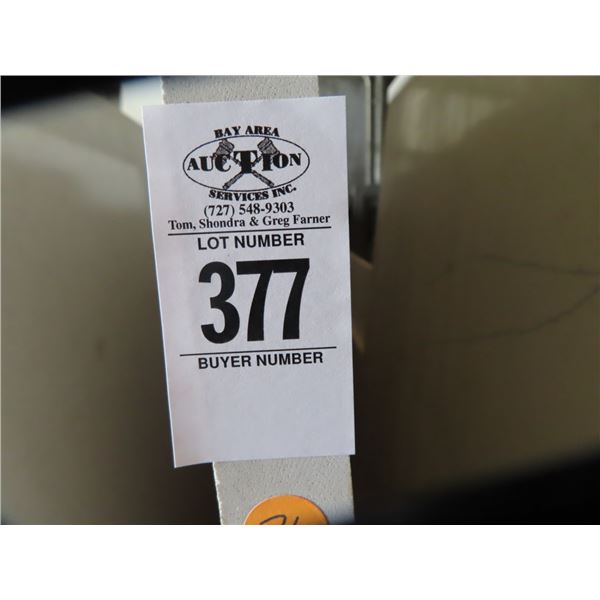 BAY AREA
AUCTION
SERVICES INC.
(727) 548-9303
Tom, Shondra & Greg Farner
LOT NUMBER
377
BUYER NUMBER